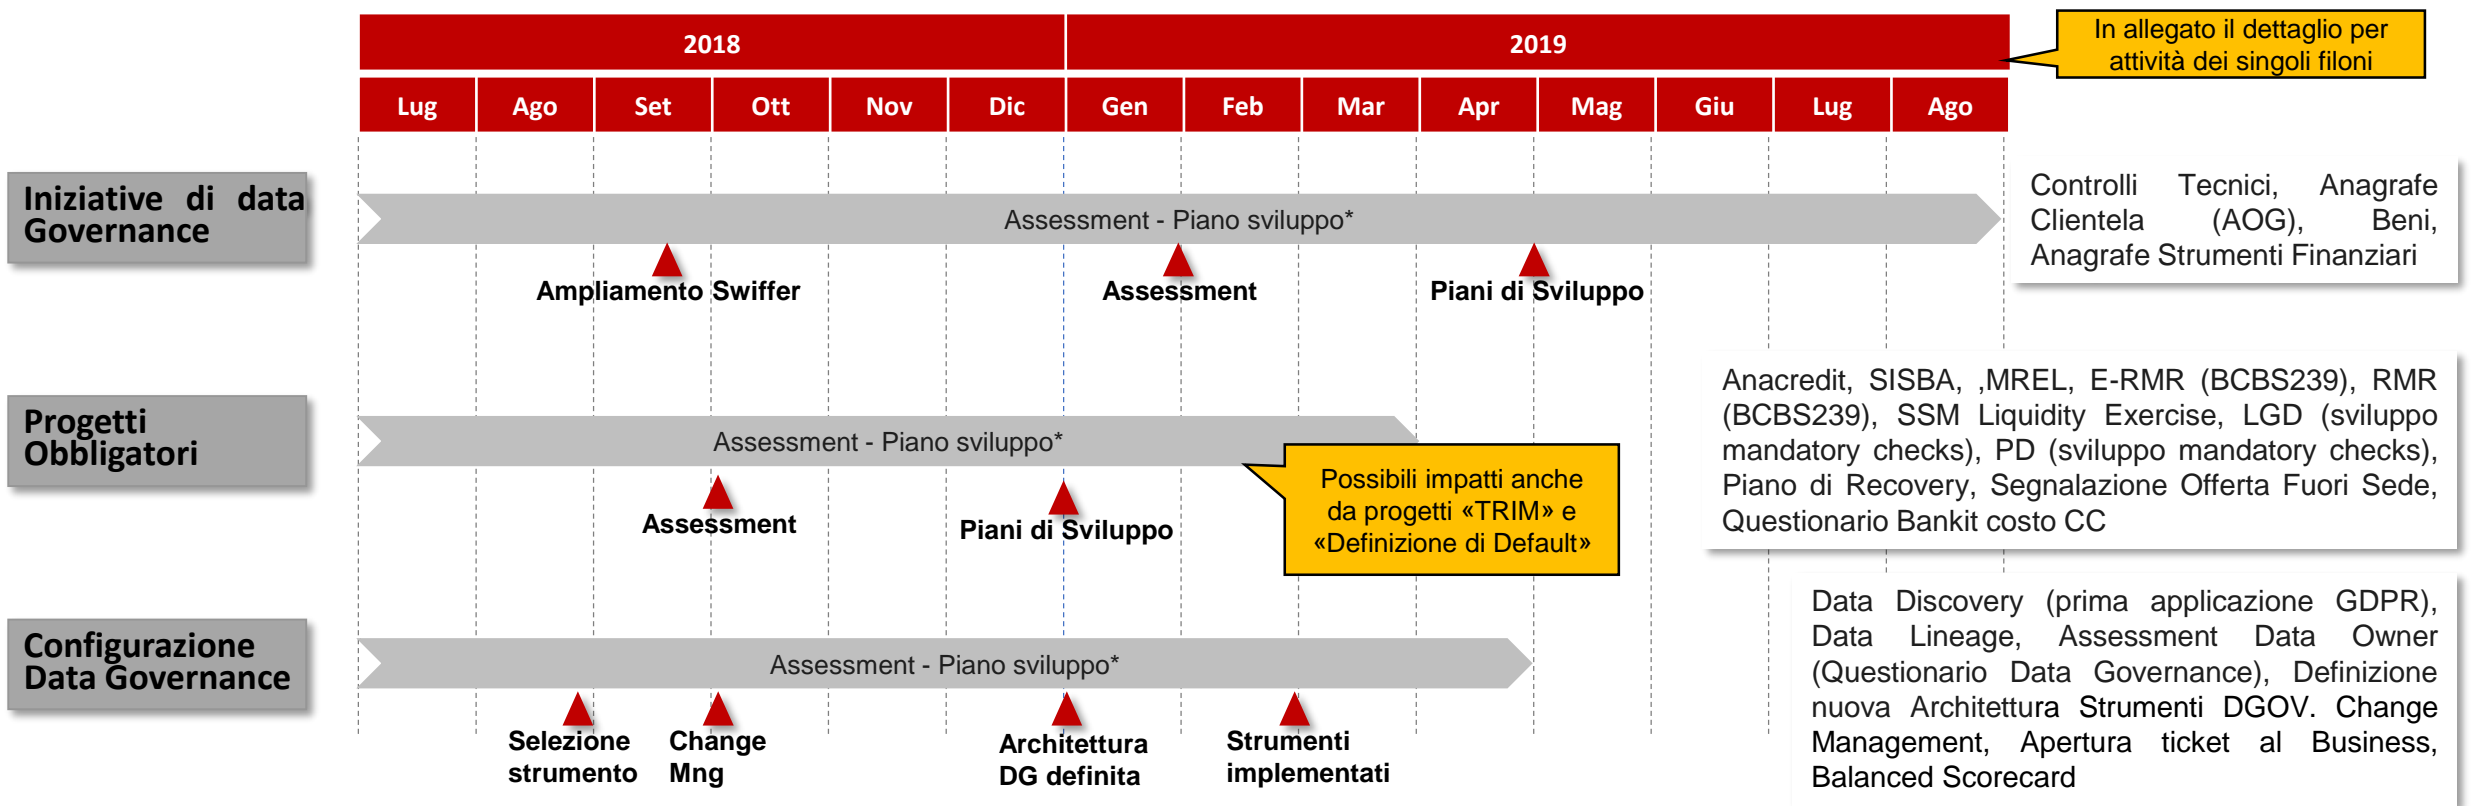 2018
2019
In allegato il dettaglio per
attività dei singoli filoni
Lug
Ago
Set
Ott
Nov
Dic
Gen
Feb
Mar
Apr
Mag
Giu
Lug
Ago
Iniziative di data
Governance
Assessment - Piano sviluppo*
Ampliamento Swiffer
Assessment
Piani di Sviluppo
Controlli Tecnici, Anagrafe
Clientela (AOG), Beni,
Anagrafe Strumenti Finanziari
Progetti
Obbligatori
Assessment - Piano sviluppo*
Assessment
Piani di Sviluppo
Possibili impatti anche
da progetti «TRIM» e
«Definizione di Default»
Anacredit, SISBA, ,MREL, E-RMR (BCBS239), RMR
(BCBS239), SSM Liquidity Exercise, LGD (sviluppo
mandatory checks), PD (sviluppo mandatory checks),
Piano di Recovery, Segnalazione Offerta Fuori Sede,
Questionario Bankit costo CC
Configurazione
Data Governance
Assessment - Piano sviluppo*
Selezione
strumento
Change
Mng
Architettura
DG definita
Strumenti
implementati
Data Discovery (prima applicazione GDPR),
Data Lineage, Assessment Data Owner
(Questionario Data Governance), Definizione
nuova Architettura Strumenti DGOV. Change
Management, Apertura ticket al Business,
Balanced Scorecard